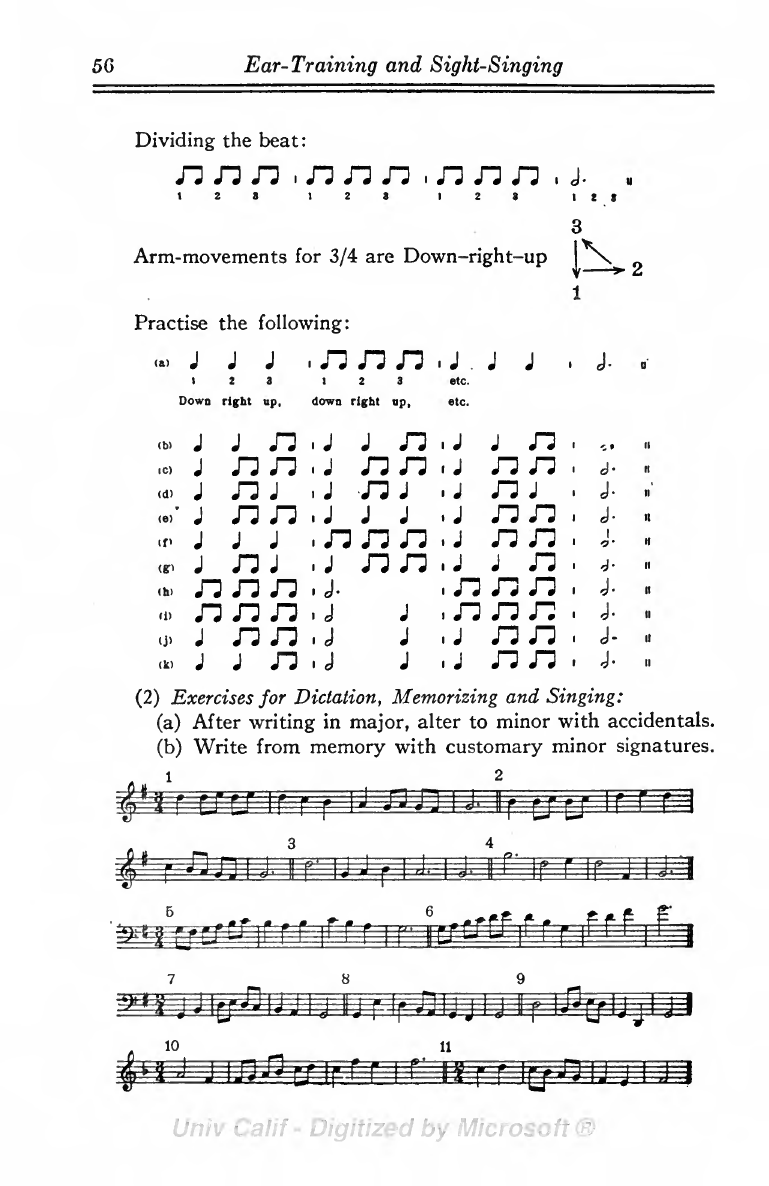 56 Ear-Training and Sight-Singing
Dividing the beat:
1 2 3 1 2 3 1 2 3 1 2 3
3
Arm-movements for 3/4 are Down-right-up 2
1
Practise the following:
(a)
1 2 3 1 2 3 etc.
Down right up, down right up, etc.
(b)
(c)
(d)
(e)
(f)
(g)
(h)
(i)
(j)
(k)
(2) Exercises for Dictation, Memorizing and Singing:
(a) After writing in major, alter to minor with accidentals.
(b) Write from memory with customary minor signatures.
1 2
3 4
5 6
7 8 9
10 11
Univ Calif - Digitized by Microsoft ®